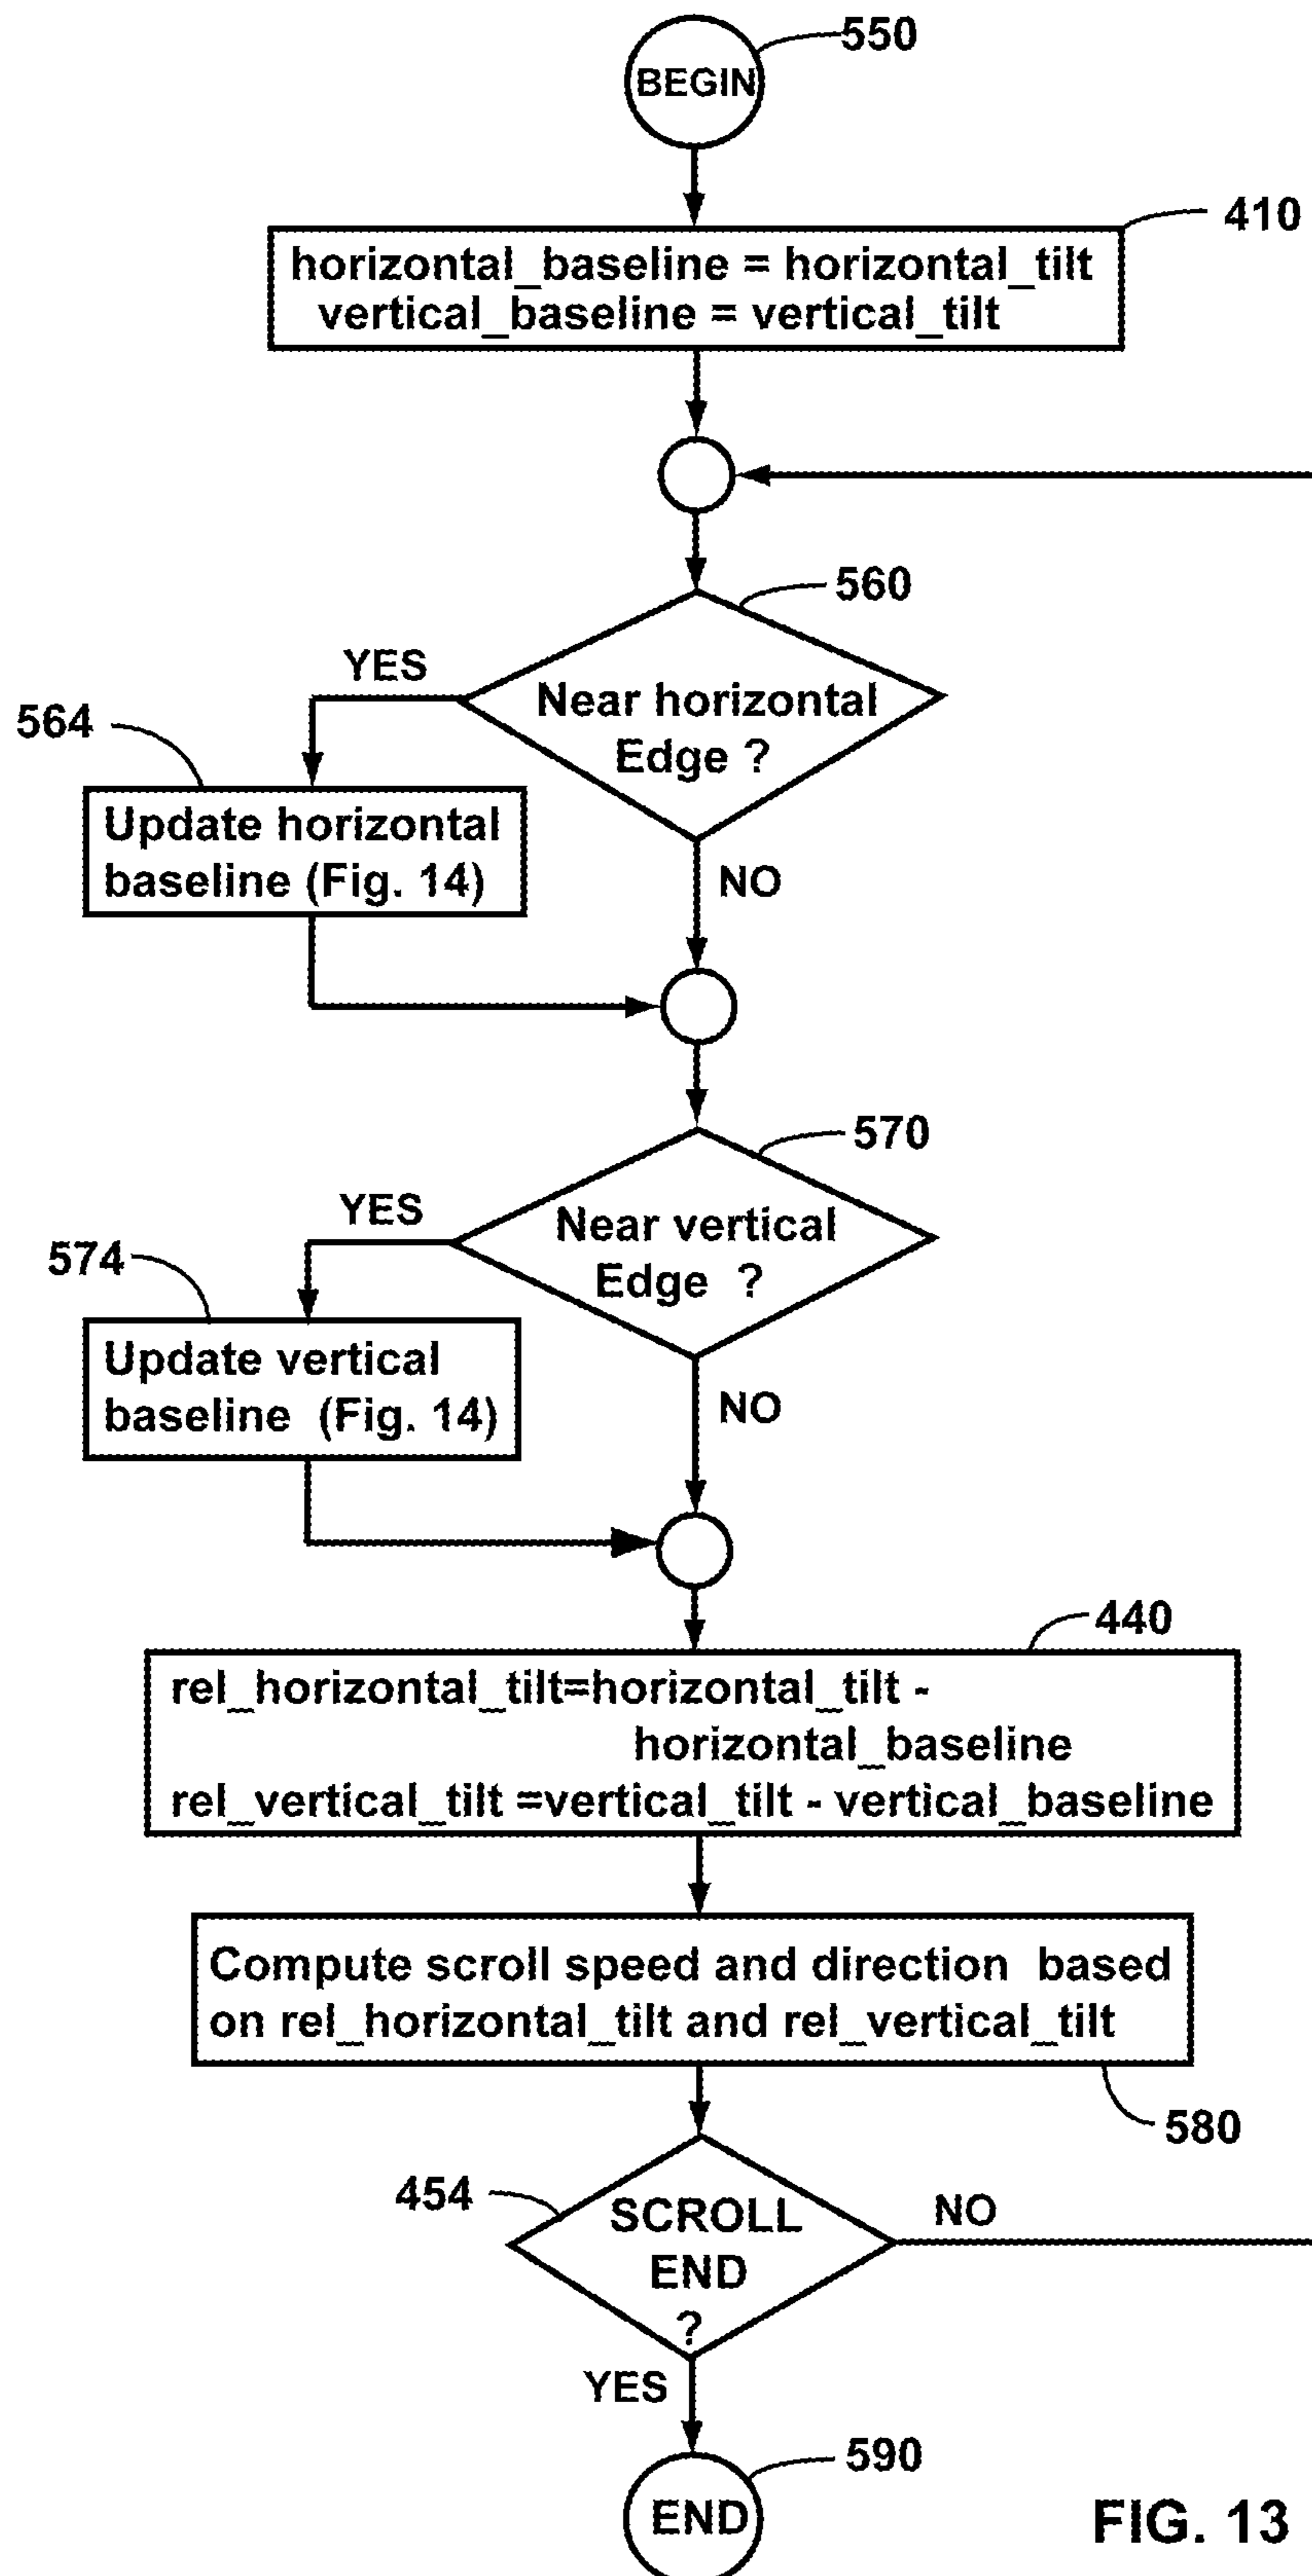 550
BEGIN
410
horizontal_baseline = horizontal_tilt
vertical_baseline = vertical_tilt
560
YES
Near horizontal
Edge ?
564
Update horizontal
baseline (Fig. 14)
NO
570
YES
Near vertical
Edge ?
574
Update vertical
baseline (Fig. 14)
NO
440
rel_horizontal_tilt=horizontal_tilt -
horizontal_baseline
rel_vertical_tilt =vertical_tilt - vertical_baseline
Compute scroll speed and direction based
on rel_horizontal_tilt and rel_vertical_tilt
580
454
SCROLL
END
?
NO
YES
590
END
FIG. 13